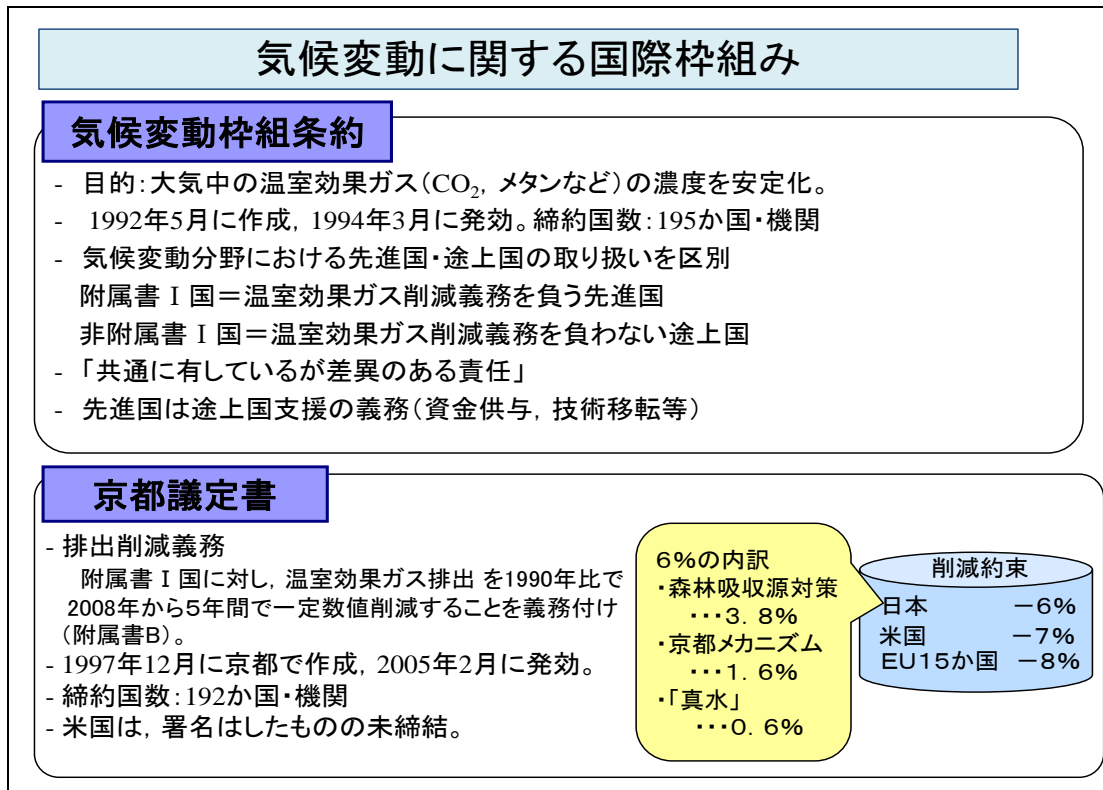 気候変動に関する国際枠組み
気候変動枠組条約
- 目的：大気中の温室効果ガス（CO₂，メタンなど）の濃度を安定化。
- 1992年5月に作成，1994年3月に発効。締約国数：195か国・機関
- 気候変動分野における先進国・途上国の取り扱いを区別
附属書Ⅰ国＝温室効果ガス削減義務を負う先進国
非附属書Ⅰ国＝温室効果ガス削減義務を負わない途上国
- 「共通に有しているが差異のある責任」
- 先進国は途上国支援の義務（資金供与，技術移転等）
京都議定書
- 排出削減義務
附属書Ⅰ国に対し，温室効果ガス排出 を1990年比で
2008年から５年間で一定数値削減することを義務付け
（附属書B）。
- 1997年12月に京都で作成，2005年2月に発効。
- 締約国数：192か国・機関
- 米国は，署名はしたものの未締結。
６％の内訳
・森林吸収源対策
・・・３．８％
・京都メカニズム
・・・１．６％
・「真水」
・・・０．６％
削減約束
日本 －６％
米国 －７％
ＥＵ１５か国 －８％